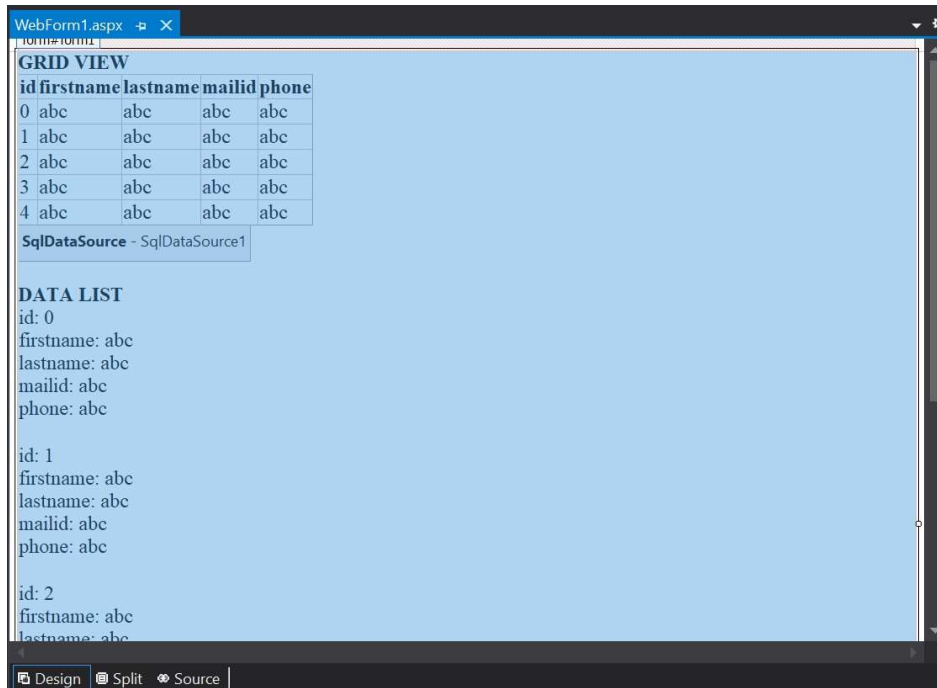 WebForm1.aspx
form#form1
GRID VIEW
id firstname lastname mailid phone
0 abc abc abc abc
1 abc abc abc abc
2 abc abc abc abc
3 abc abc abc abc
4 abc abc abc abc
SqlDataSource - SqlDataSource1
DATA LIST
id: 0
firstname: abc
lastname: abc
mailid: abc
phone: abc
id: 1
firstname: abc
lastname: abc
mailid: abc
phone: abc
id: 2
firstname: abc
lastname: abc
Design Split Source